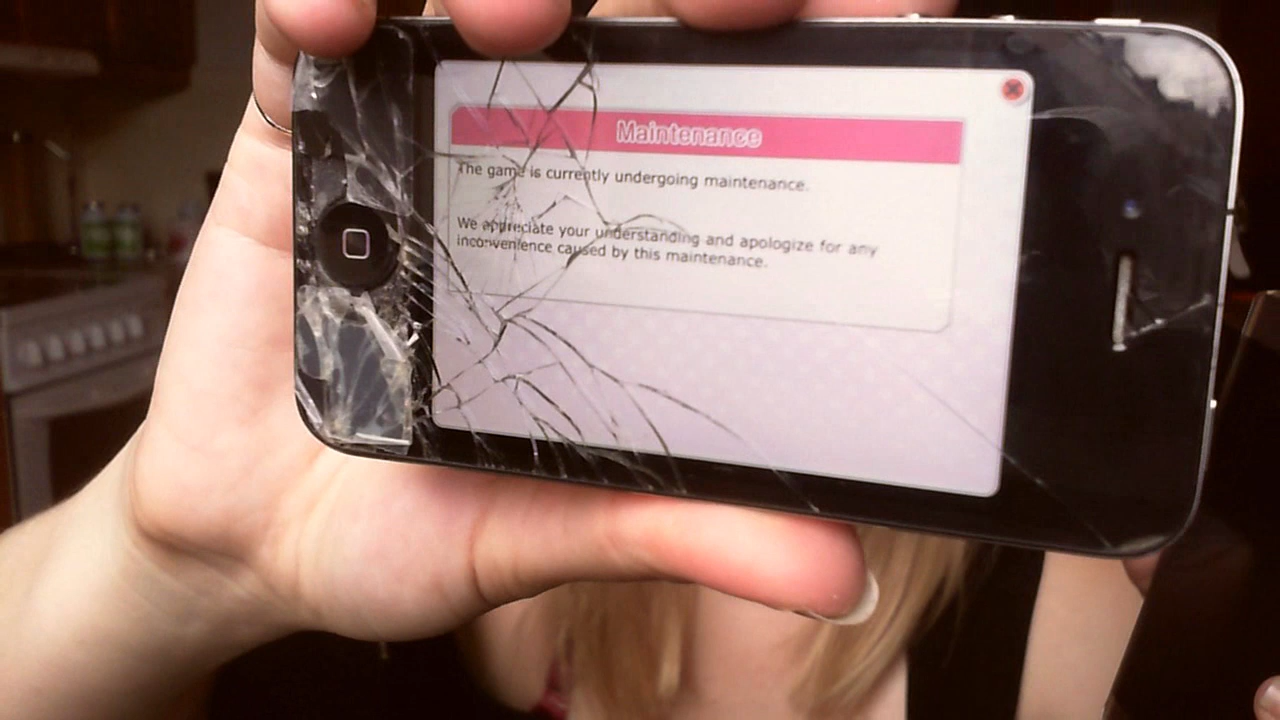 Maintenance
The game is currently undergoing maintenance.
We appreciate your understanding and apologize for any
inconvenience caused by this maintenance.